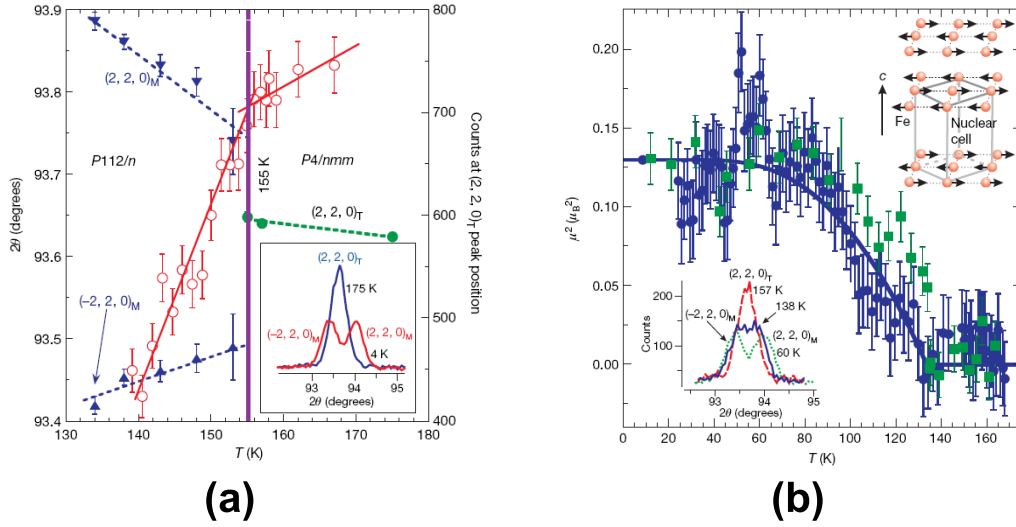 93.9
93.8
93.7
93.6
93.5
93.4
2θ (degrees)
800
700
600
500
400
Counts at (2, 2, 0)T peak position
130
140
150
160
170
180
T (K)
(2, 2, 0)M
P112/n
P4/nmm
155 K
(2, 2, 0)T
(–2, 2, 0)M
(2, 2, 0)T
175 K
(–2, 2, 0)M
(2, 2, 0)M
4 K
93
94
95
2θ (degrees)
(a)
0.20
0.15
0.10
0.05
0.00
μ² (μB²)
0
20
40
60
80
100
120
140
160
T (K)
c
Fe
Nuclear
cell
(2, 2, 0)T
157 K
(–2, 2, 0)M
138 K
(2, 2, 0)M
60 K
200
100
0
Counts
93
94
95
2θ (degrees)
(b)